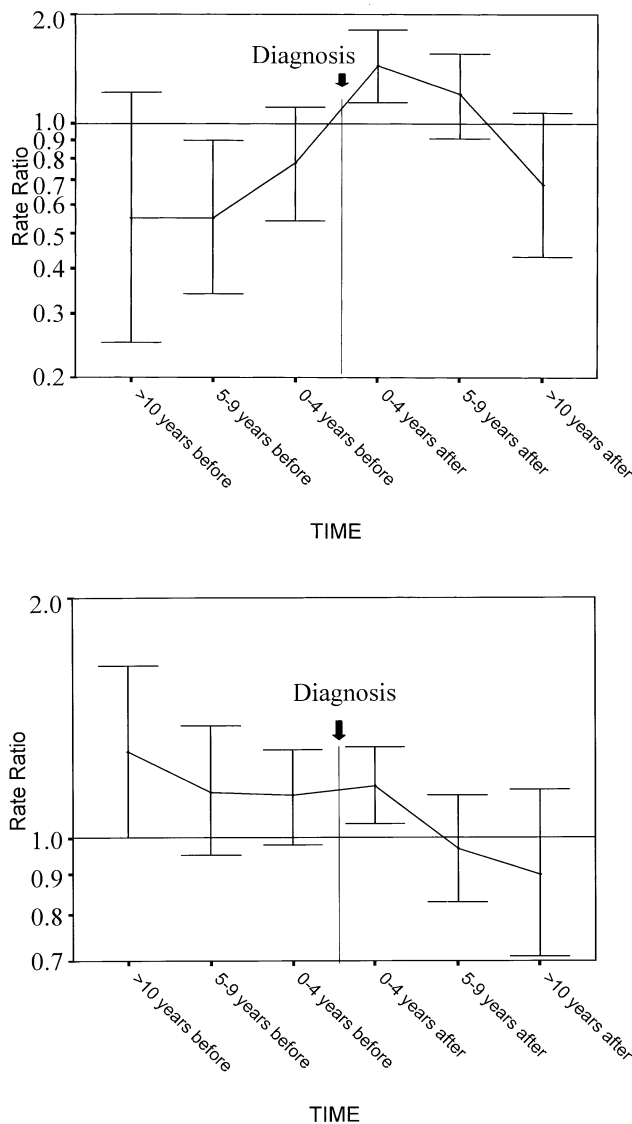 2.0
Diagnosis
1.0
0.9
0.8
0.7
0.6
0.5
0.4
0.3
0.2
Rate Ratio
>10 years before
5-9 years before
0-4 years before
0-4 years after
5-9 years after
>10 years after
TIME
2.0
Diagnosis
1.0
0.9
0.8
0.7
Rate Ratio
>10 years before
5-9 years before
0-4 years before
0-4 years after
5-9 years after
>10 years after
TIME